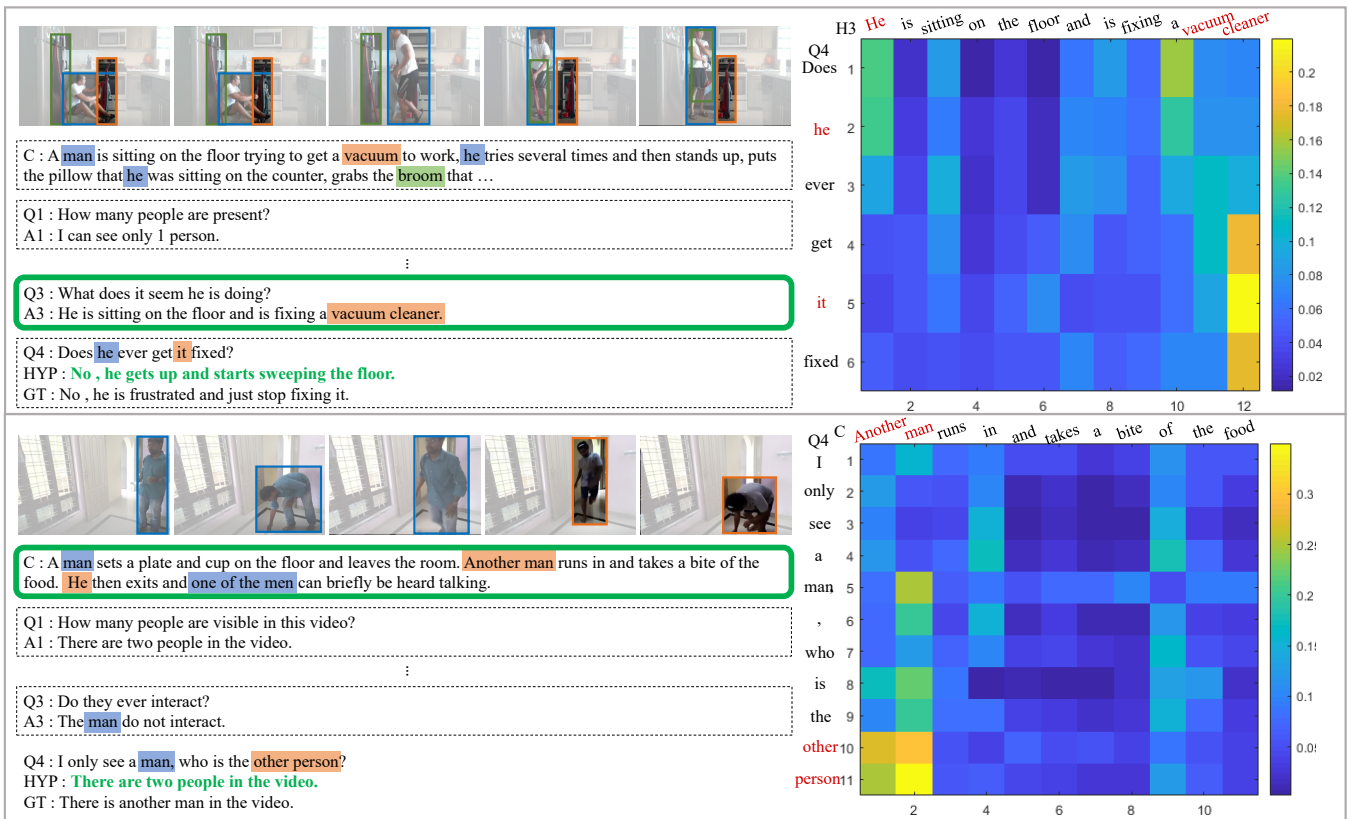 C : A man is sitting on the floor trying to get a vacuum to work, he tries several times and then stands up, puts
the pillow that he was sitting on the counter, grabs the broom that …
Q1 : How many people are present?
A1 : I can see only 1 person.
⋮
Q3 : What does it seem he is doing?
A3 : He is sitting on the floor and is fixing a vacuum cleaner.
Q4 : Does he ever get it fixed?
HYP : No , he gets up and starts sweeping the floor.
GT : No , he is frustrated and just stop fixing it.
H3 He is sitting on the floor and is fixing a vacuum cleaner
Q4
Does 1
he 2
ever 3
get 4
it 5
fixed 6
2 4 6 8 10 12
0.2
0.18
0.16
0.14
0.12
0.1
0.08
0.06
0.04
0.02
C : A man sets a plate and cup on the floor and leaves the room. Another man runs in and takes a bite of the
food. He then exits and one of the men can briefly be heard talking.
Q1 : How many people are visible in this video?
A1 : There are two people in the video.
⋮
Q3 : Do they ever interact?
A3 : The man do not interact.
Q4 : I only see a man, who is the other person?
HYP : There are two people in the video.
GT : There is another man in the video.
C Another man runs in and takes a bite of the food
Q4
I 1
only 2
see 3
a 4
man, 5
, 6
who 7
is 8
the 9
other 10
person 11
2 4 6 8 10
0.3
0.25
0.2
0.15
0.1
0.05